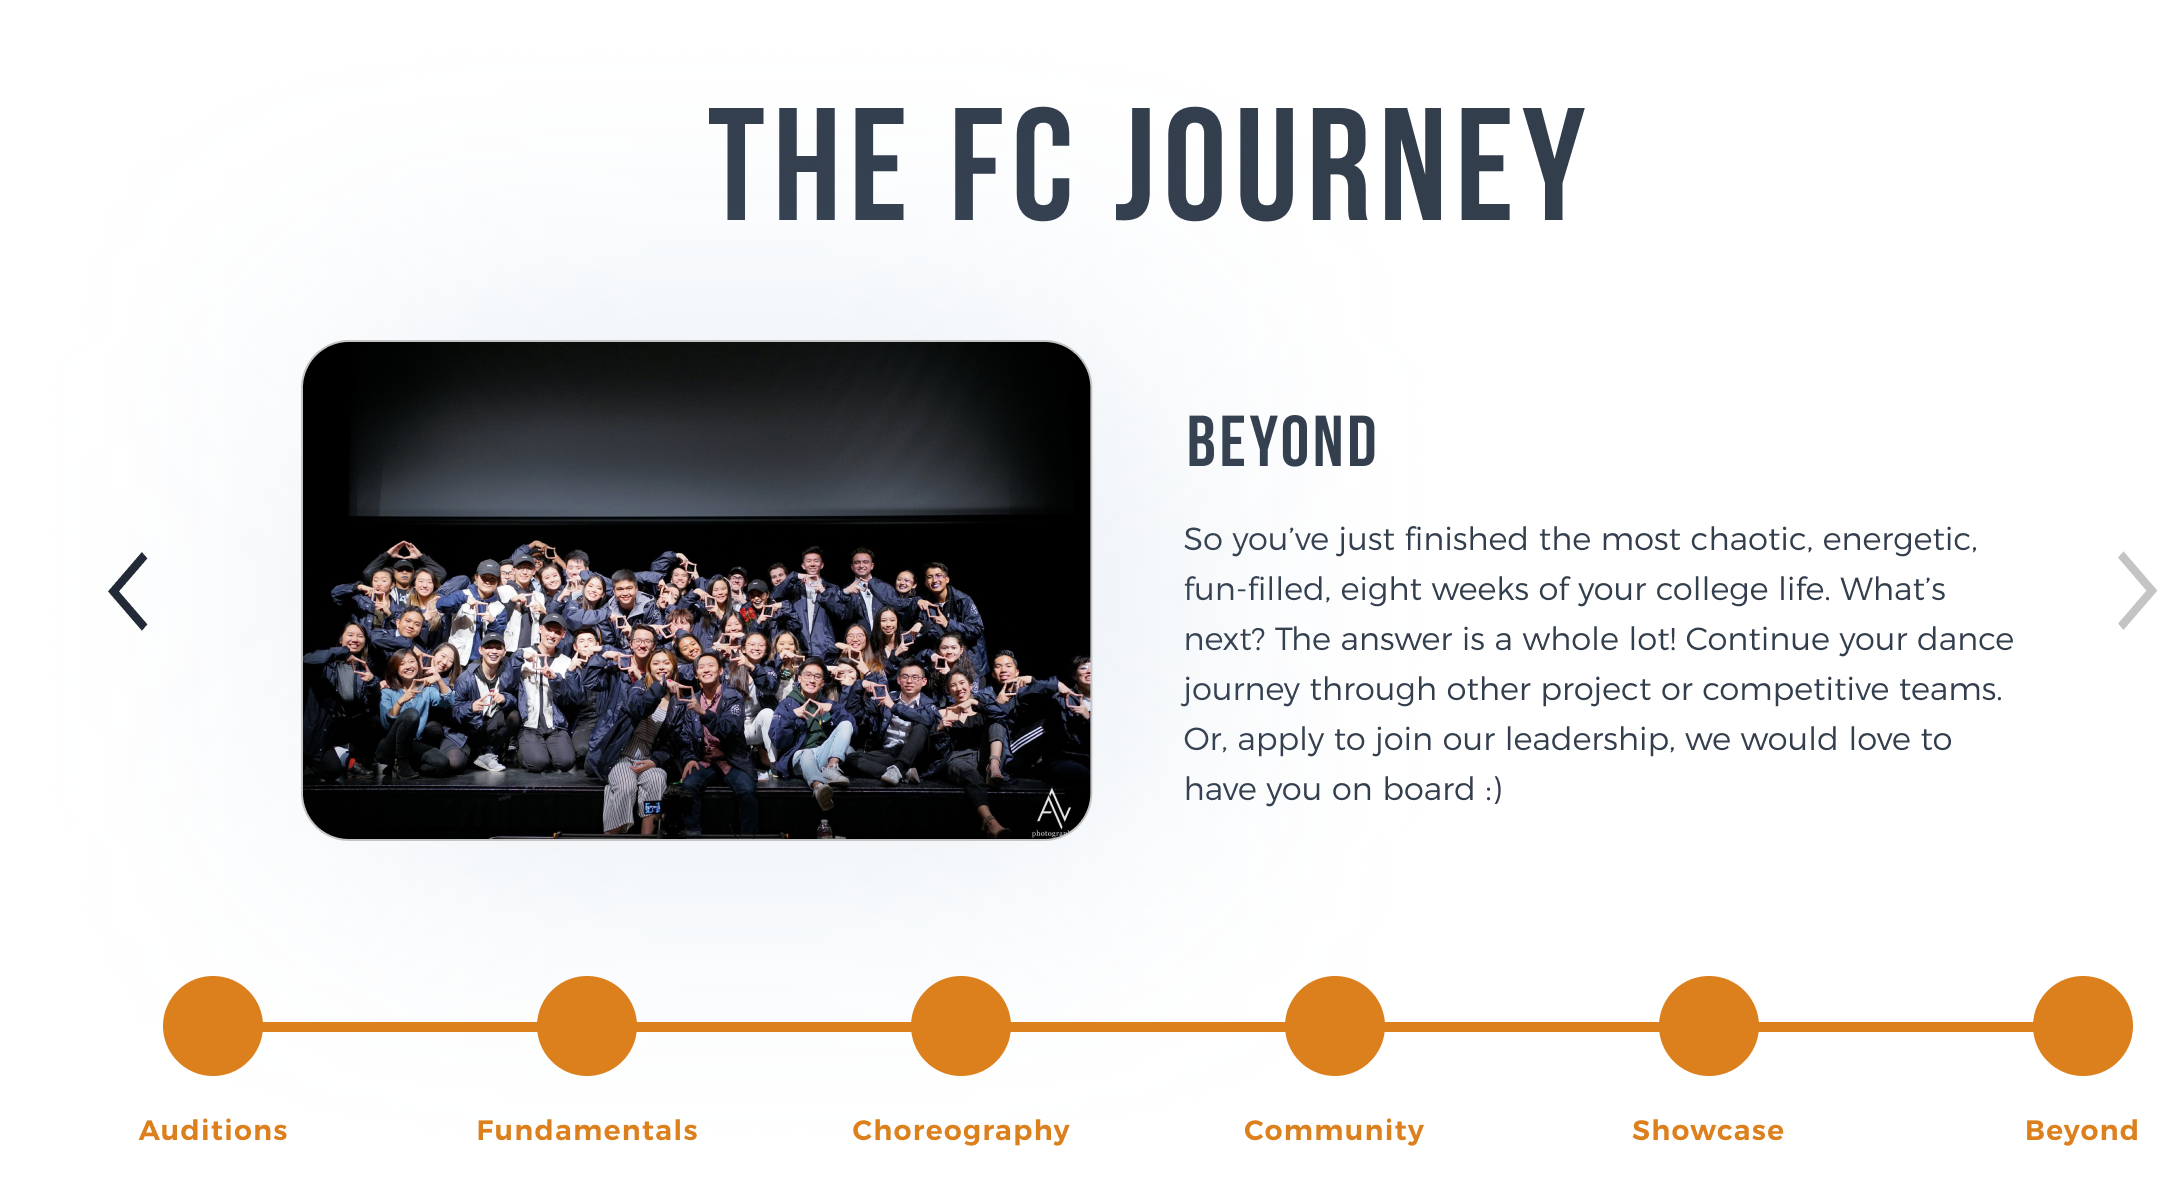 THE FC JOURNEY
BEYOND
So you’ve just finished the most chaotic, energetic,
fun-filled, eight weeks of your college life. What’s
next? The answer is a whole lot! Continue your dance
journey through other project or competitive teams.
Or, apply to join our leadership, we would love to
have you on board :)
AV
Auditions
Fundamentals
Choreography
Community
Showcase
Beyond